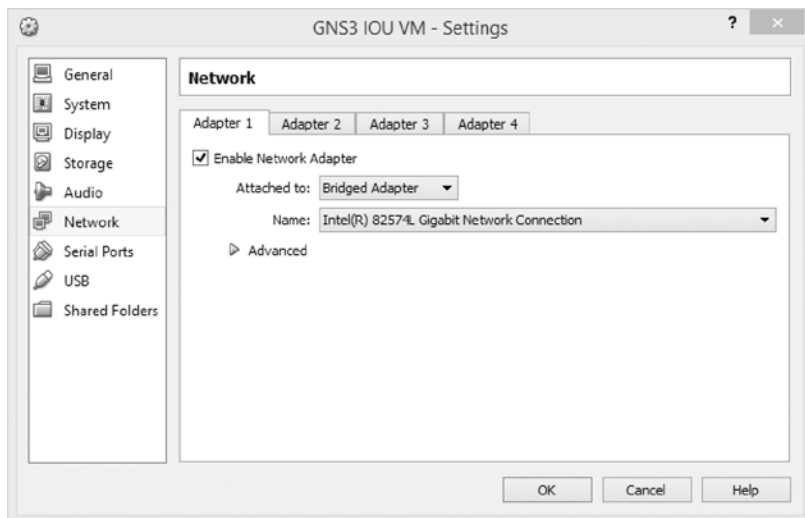 GNS3 IOU VM - Settings
?
×
General
System
Display
Storage
Audio
Network
Serial Ports
USB
Shared Folders
Network
Adapter 1 Adapter 2 Adapter 3 Adapter 4
Enable Network Adapter
Attached to: Bridged Adapter
Name: Intel(R) 82574L Gigabit Network Connection
Advanced
OK Cancel Help